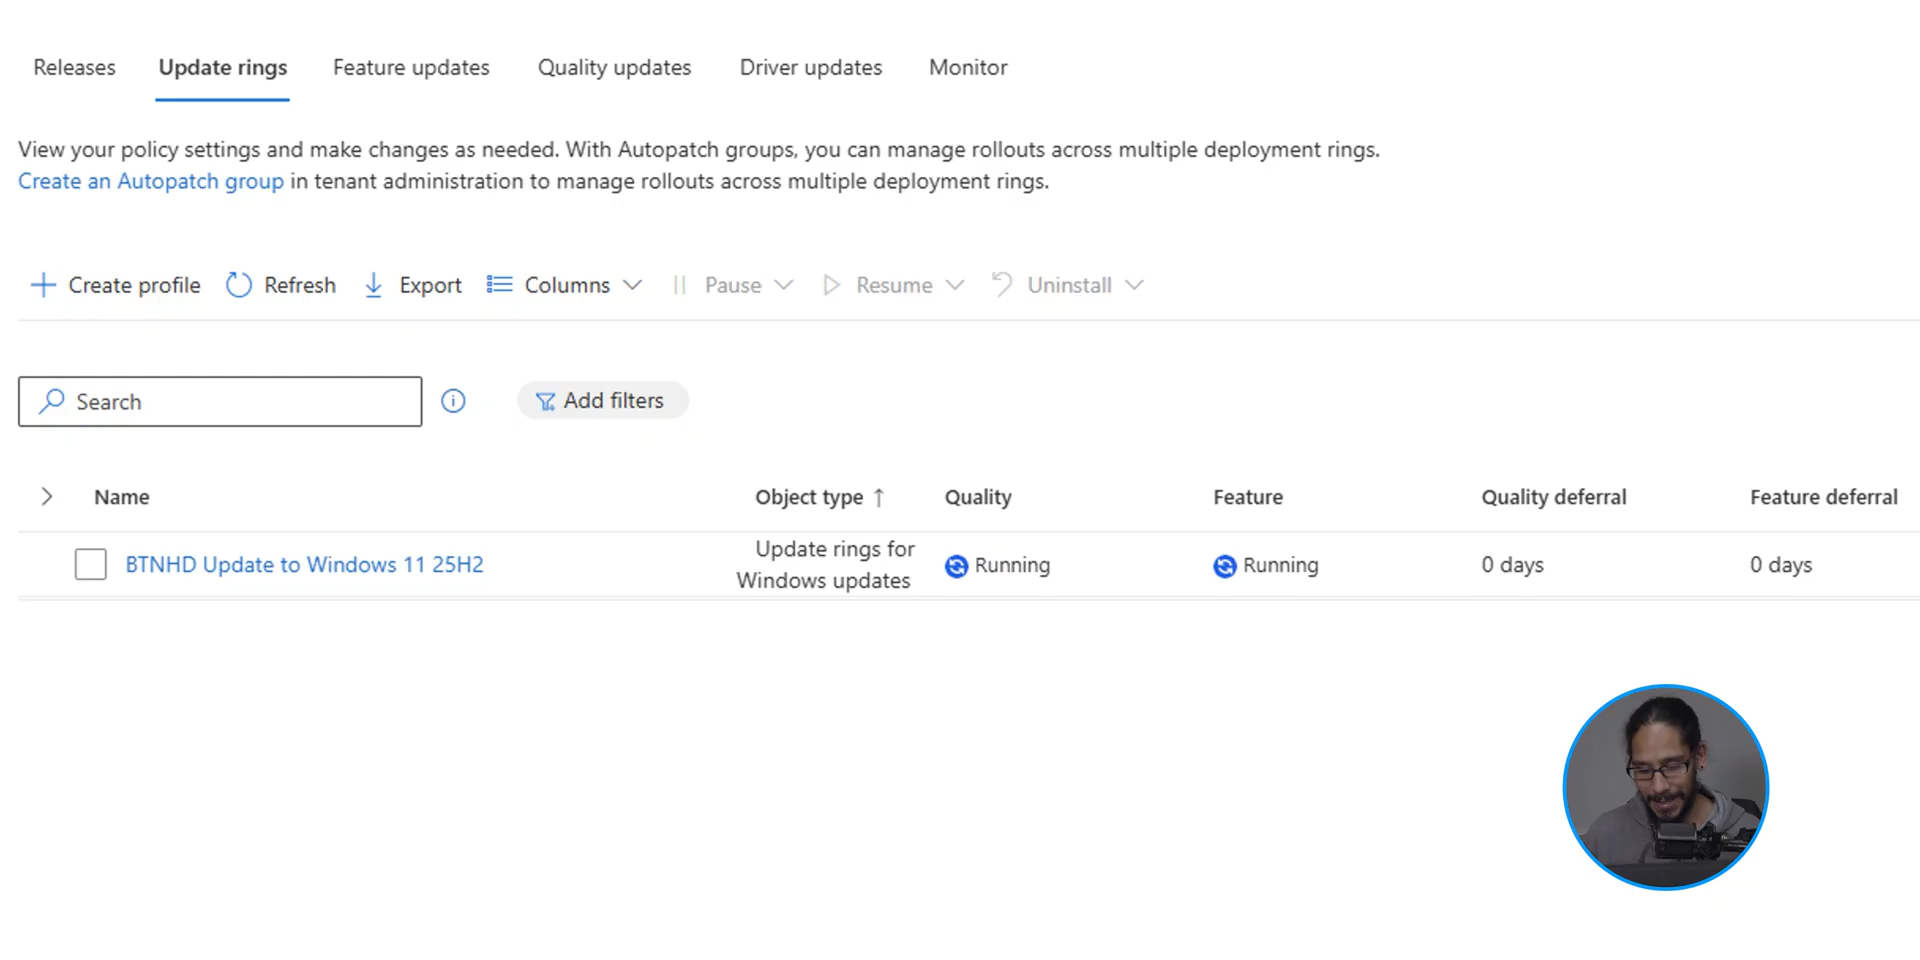 Releases Update rings Feature updates Quality updates Driver updates Monitor
View your policy settings and make changes as needed. With Autopatch groups, you can manage rollouts across multiple deployment rings.
Create an Autopatch group in tenant administration to manage rollouts across multiple deployment rings.
Create profile Refresh Export Columns Pause Resume Uninstall
Search Add filters
Name Object type ↑ Quality Feature Quality deferral Feature deferral
BTNHD Update to Windows 11 25H2 Update rings for Running Running 0 days 0 days
Windows updates